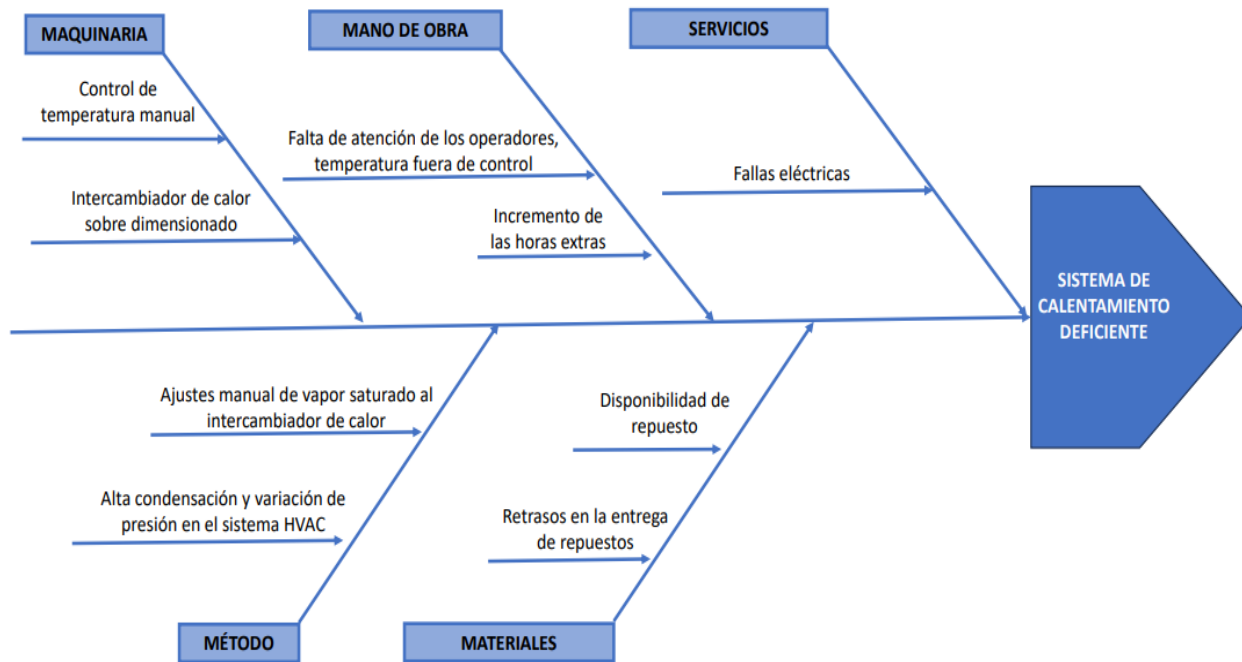 MAQUINARIA
MANO DE OBRA
SERVICIOS
Control de
temperatura manual
Falta de atención de los operadores,
temperatura fuera de control
Fallas eléctricas
Intercambiador de calor
sobre dimensionado
Incremento de
las horas extras
SISTEMA DE
CALENTAMIENTO
DEFICIENTE
Ajustes manual de vapor saturado al
intercambiador de calor
Disponibilidad de
repuesto
Alta condensación y variación de
presión en el sistema HVAC
Retrasos en la entrega
de repuestos
MÉTODO
MATERIALES